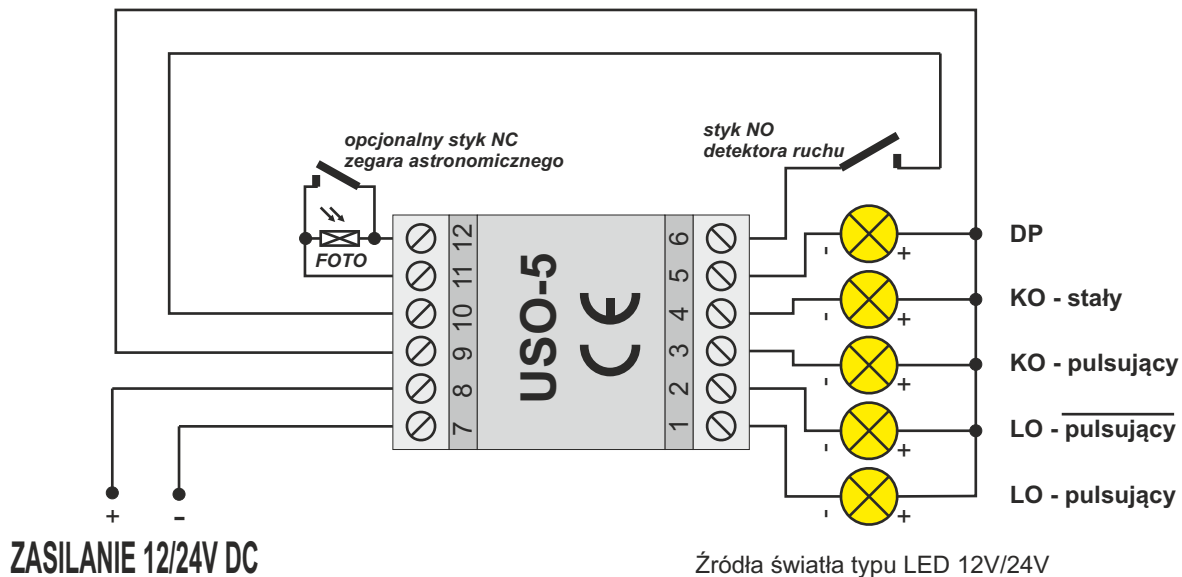 opcjonalny styk NC
zegara astronomicznego
styk NO
detektora ruchu
FOTO
12
11
10
9
8
7
USO-5
CE
6
5
4
3
2
1
- +
DP
- +
KO - stały
- +
KO - pulsujący
- +
LO - pulsujący
- +
LO - pulsujący
+ -
ZASILANIE 12/24V DC
Źródła światła typu LED 12V/24V